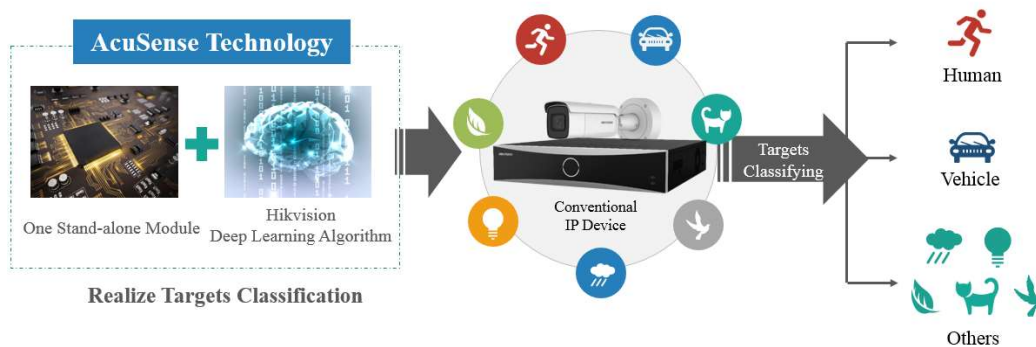 AcuSense Technology
One Stand-alone Module
Hikvision
Deep Learning Algorithm
Realize Targets Classification
Conventional
IP Device
Targets
Classifying
Human
Vehicle
Others